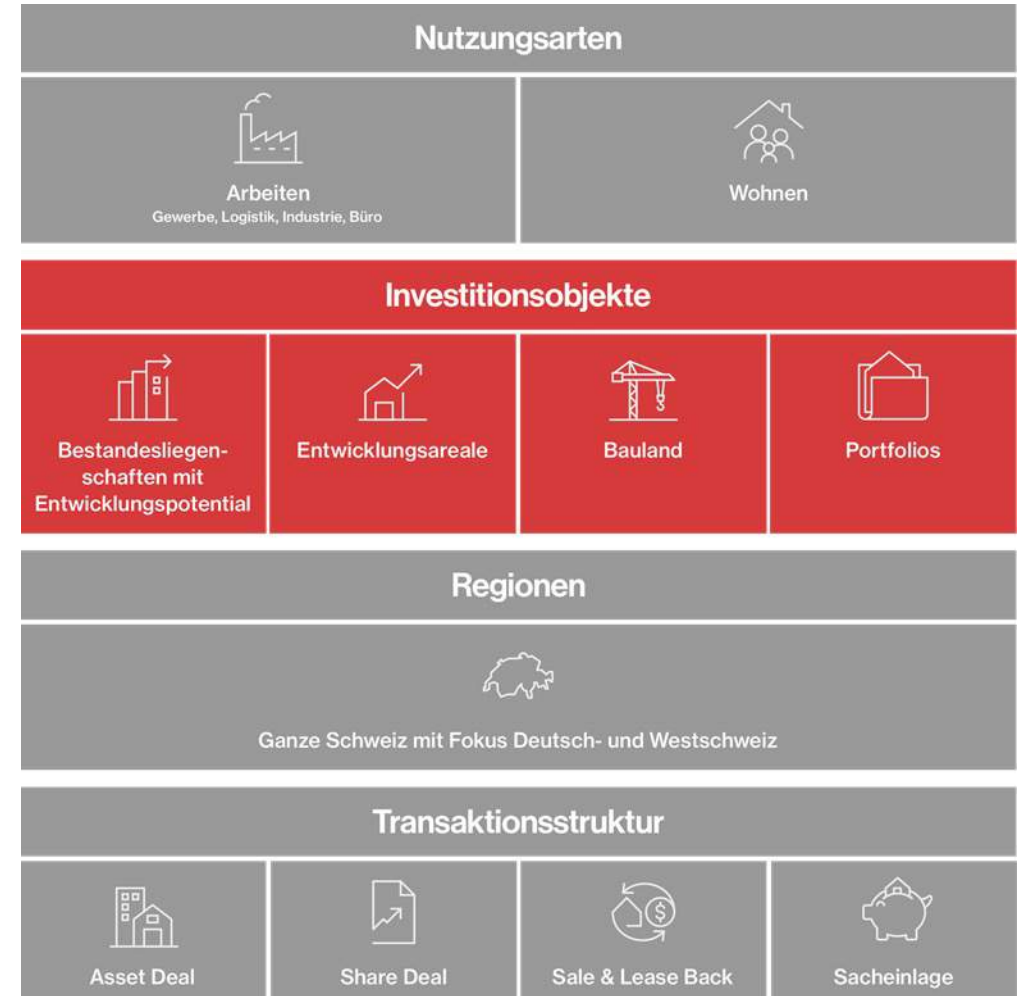 Nutzungsarten
Arbeiten
Gewerbe, Logistik, Industrie, Büro
Wohnen
Investitionsobjekte
Bestandesliegen-
schaften mit
Entwicklungspotential
Entwicklungsareale
Bauland
Portfolios
Regionen
Ganze Schweiz mit Fokus Deutsch- und Westschweiz
Transaktionsstruktur
Asset Deal
Share Deal
$
Sale & Lease Back
Sacheinlage